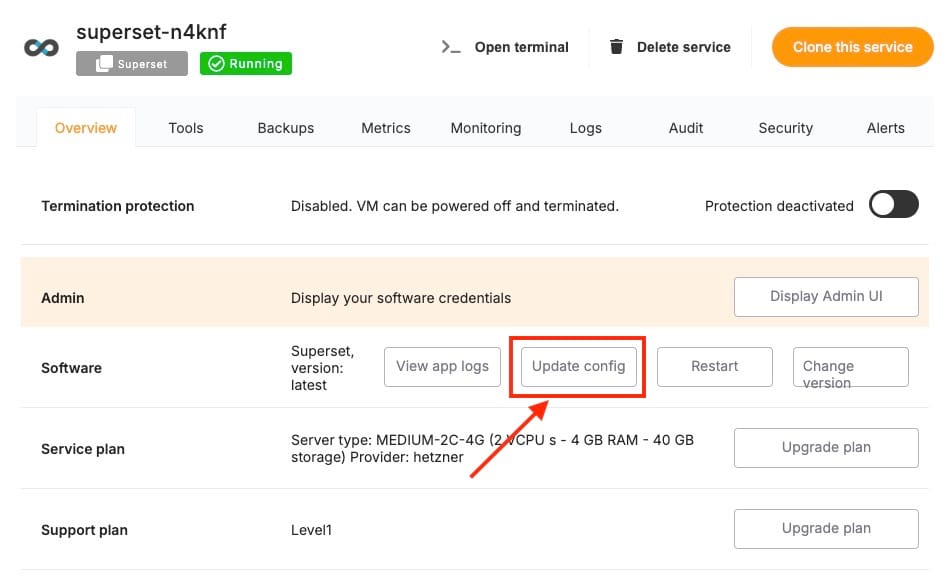 superset-n4knf
Superset
Running
>_ Open terminal
Delete service
Clone this service
Overview
Tools
Backups
Metrics
Monitoring
Logs
Audit
Security
Alerts
Termination protection
Disabled. VM can be powered off and terminated.
Protection deactivated
Admin
Display your software credentials
Display Admin UI
Software
Superset,
version:
latest
View app logs
Update config
Restart
Change
version
Service plan
Server type: MEDIUM-2C-4G (2 VCPU s - 4 GB RAM - 40 GB
storage) Provider: hetzner
Upgrade plan
Support plan
Level1
Upgrade plan